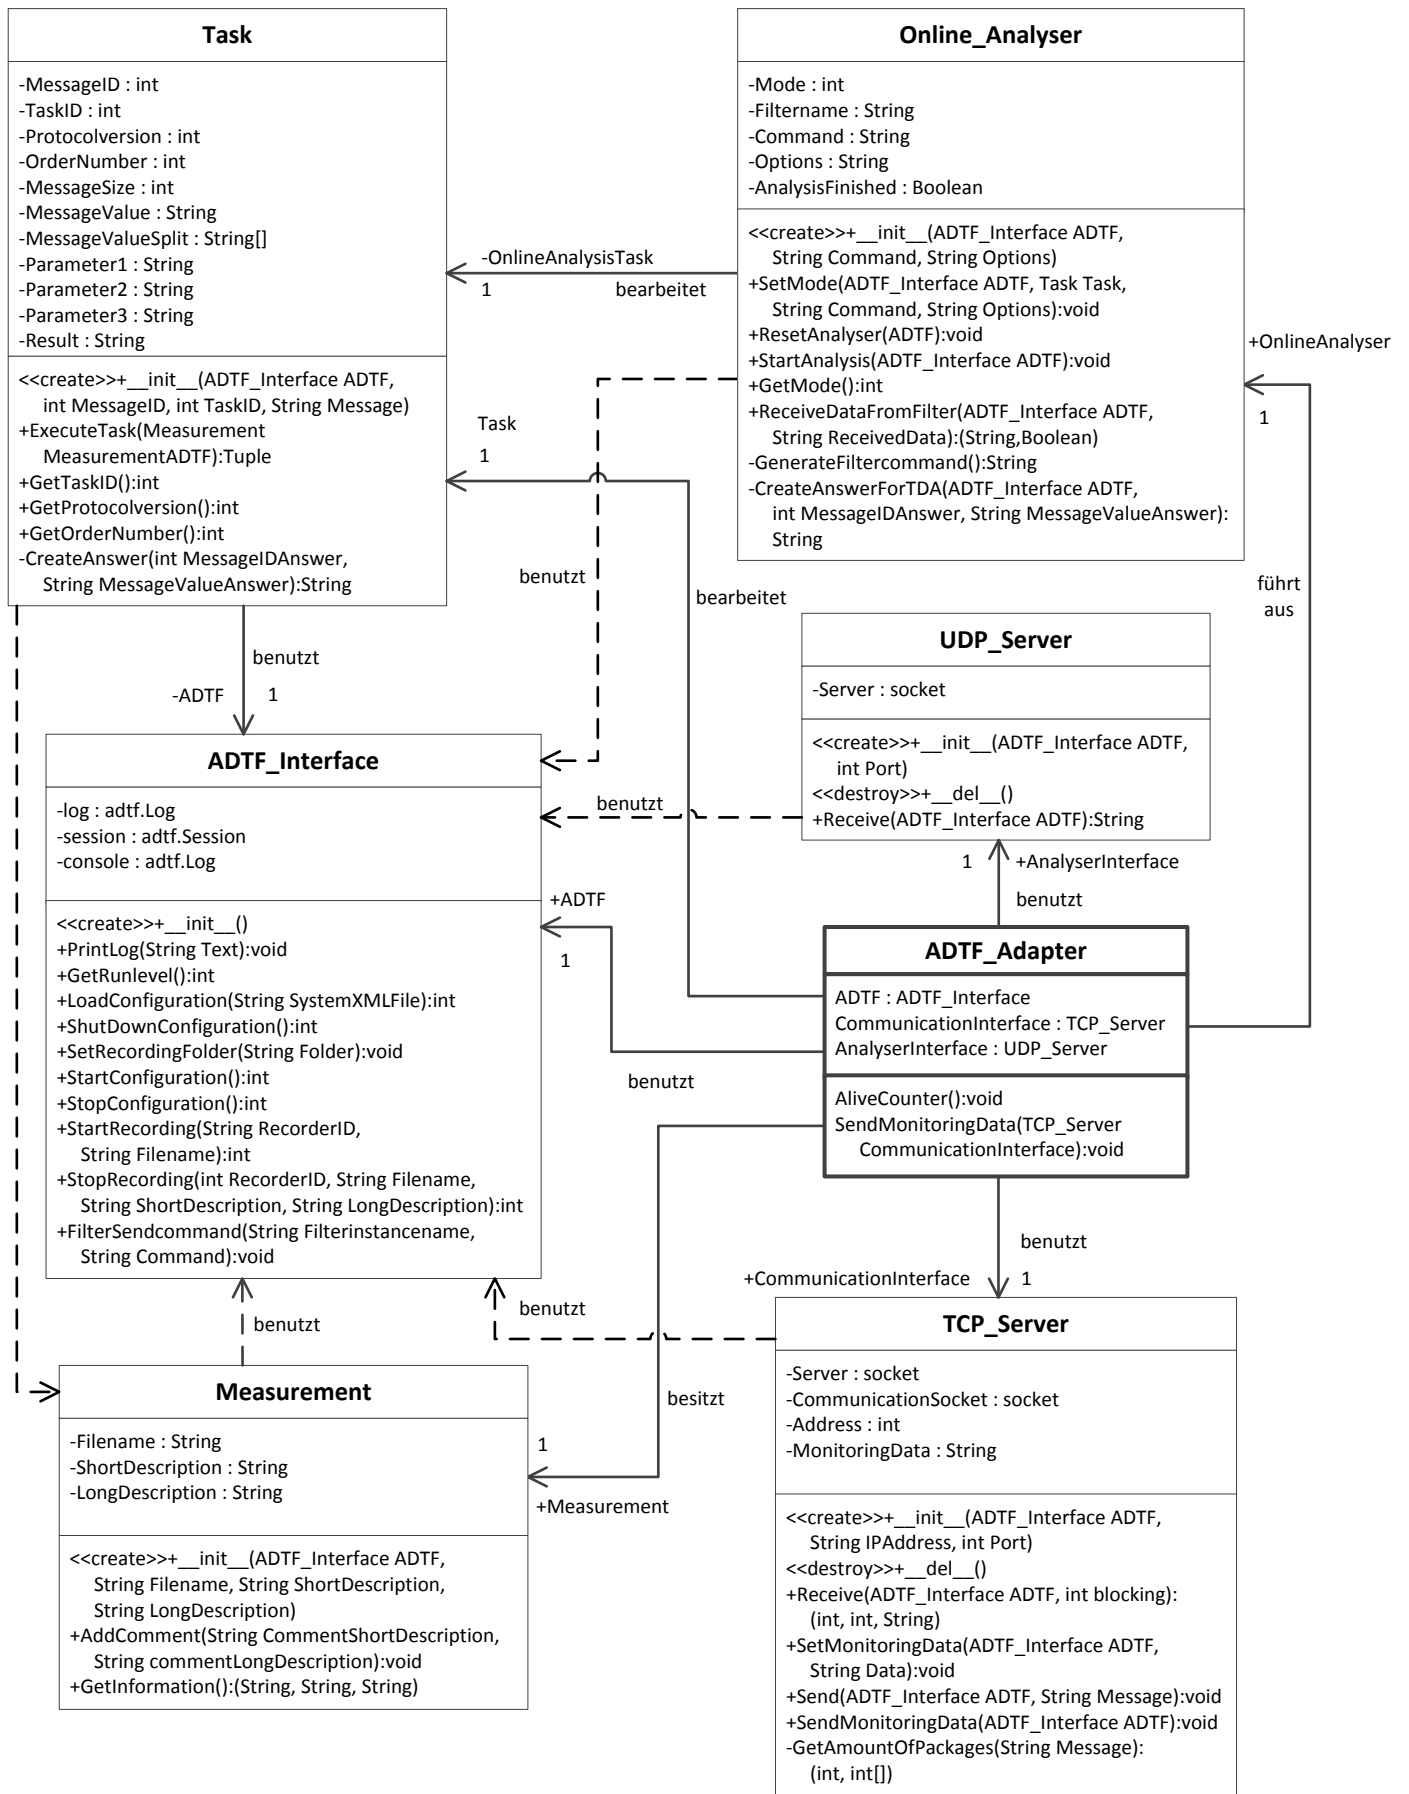 Task
-MessageID : int
-TaskID : int
-Protocolversion : int
-OrderNumber : int
-MessageSize : int
-MessageValue : String
-MessageValueSplit : String[]
-Parameter1 : String
-Parameter2 : String
-Parameter3 : String
-Result : String
<<create>>+__init__(ADTF_Interface ADTF,
int MessageID, int TaskID, String Message)
+ExecuteTask(Measurement
MeasurementADTF):Tuple
+GetTaskID():int
+GetProtocolversion():int
+GetOrderNumber():int
-CreateAnswer(int MessageIDAnswer,
String MessageValueAnswer):String
Online_Analyser
-Mode : int
-Filtername : String
-Command : String
-Options : String
-AnalysisFinished : Boolean
<<create>>+__init__(ADTF_Interface ADTF,
String Command, String Options)
+SetMode(ADTF_Interface ADTF, Task Task,
String Command, String Options):void
+ResetAnalyser(ADTF):void
+StartAnalysis(ADTF_Interface ADTF):void
+GetMode():int
+ReceiveDataFromFilter(ADTF_Interface ADTF,
String ReceivedData):(String,Boolean)
-GenerateFiltercommand():String
-CreateAnswerForTDA(ADTF_Interface ADTF,
int MessageIDAnswer, String MessageValueAnswer):
String
-OnlineAnalysisTask
1
bearbeitet
+OnlineAnalyser
1
führt
aus
Task
1
bearbeitet
benutzt
benutzt
-ADTF
1
UDP_Server
-Server : socket
<<create>>+__init__(ADTF_Interface ADTF,
int Port)
<<destroy>>+__del__()
+Receive(ADTF_Interface ADTF):String
benutzt
1
+AnalyserInterface
benutzt
ADTF_Interface
-log : adtf.Log
-session : adtf.Session
-console : adtf.Log
<<create>>+__init__()
+PrintLog(String Text):void
+GetRunlevel():int
+LoadConfiguration(String SystemXMLFile):int
+ShutDownConfiguration():int
+SetRecordingFolder(String Folder):void
+StartConfiguration():int
+StopConfiguration():int
+StartRecording(String RecorderID,
String Filename):int
+StopRecording(int RecorderID, String Filename,
String ShortDescription, String LongDescription):int
+FilterSendcommand(String Filterinstancename,
String Command):void
+ADTF
1
benutzt
ADTF_Adapter
ADTF : ADTF_Interface
CommunicationInterface : TCP_Server
AnalyserInterface : UDP_Server
AliveCounter():void
SendMonitoringData(TCP_Server
CommunicationInterface):void
benutzt
+CommunicationInterface
1
benutzt
benutzt
Measurement
-Filename : String
-ShortDescription : String
-LongDescription : String
<<create>>+__init__(ADTF_Interface ADTF,
String Filename, String ShortDescription,
String LongDescription)
+AddComment(String CommentShortDescription,
String commentLongDescription):void
+GetInformation():(String, String, String)
besitzt
1
+Measurement
TCP_Server
-Server : socket
-CommunicationSocket : socket
-Address : int
-MonitoringData : String
<<create>>+__init__(ADTF_Interface ADTF,
String IPAddress, int Port)
<<destroy>>+__del__()
+Receive(ADTF_Interface ADTF, int blocking):
(int, int, String)
+SetMonitoringData(ADTF_Interface ADTF,
String Data):void
+Send(ADTF_Interface ADTF, String Message):void
+SendMonitoringData(ADTF_Interface ADTF):void
-GetAmountOfPackages(String Message):
(int, int[])